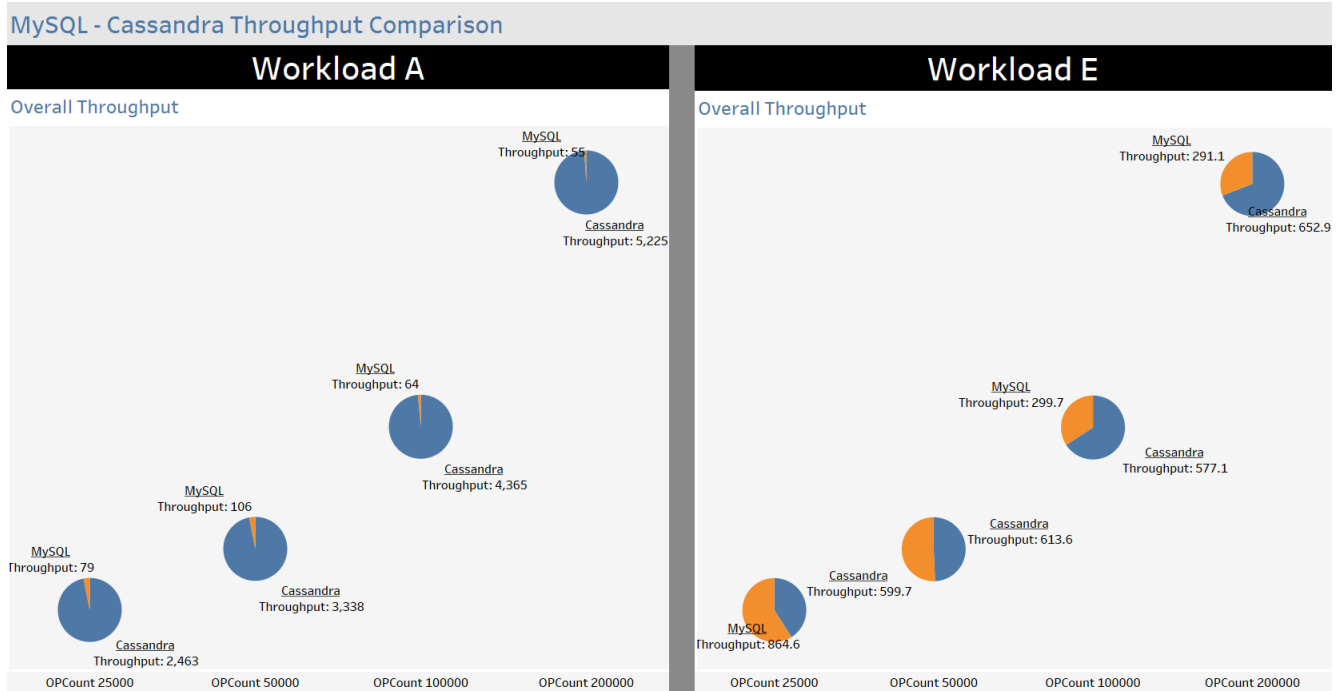 MySQL - Cassandra Throughput Comparison
Workload A
Overall Throughput
MySQL
Throughput: 55
Cassandra
Throughput: 5,225
MySQL
Throughput: 64
Cassandra
Throughput: 4,365
MySQL
Throughput: 106
Cassandra
Throughput: 3,338
MySQL
Throughput: 79
Cassandra
Throughput: 2,463
OPCount 25000
OPCount 50000
OPCount 100000
OPCount 200000
Workload E
Overall Throughput
MySQL
Throughput: 291.1
Cassandra
Throughput: 652.9
MySQL
Throughput: 299.7
Cassandra
Throughput: 577.1
Cassandra
Throughput: 613.6
Cassandra
Throughput: 599.7
MySQL
Throughput: 864.6
OPCount 25000
OPCount 50000
OPCount 100000
OPCount 200000